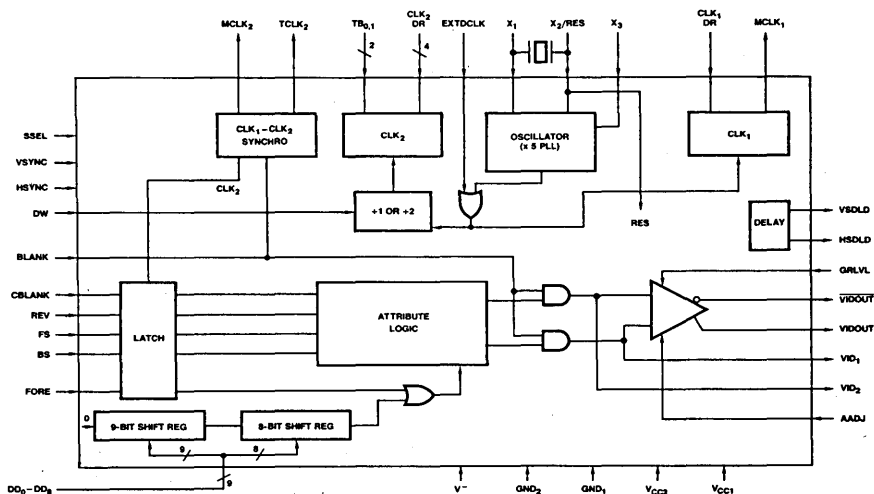 MCLK₂ TCLK₂ TB₀,₁ CLK₂ DR EXTDCLK X₁ X₂/RES X₃ CLK₁ DR MCLK₁
2 4
SSEL
VSYNC
HSYNC
DW
BLANK
CBLANK
REV
FS
BS
FORE
DD₀–DD₈
CLK₁–CLK₂
SYNCHRO
CLK₂
CLK₂
OSCILLATOR
(x 5 PLL)
CLK₁
÷1 OR ÷2
RES
DELAY
LATCH
ATTRIBUTE
LOGIC
0
9-BIT SHIFT REG
8-BIT SHIFT REG
9 8
9
VSDLD
HSDLD
GRLVL
VIDOUT
VIDOUT
VID₁
VID₂
AADJ
V⁻ GND₂ GND₁ VCC2 VCC1